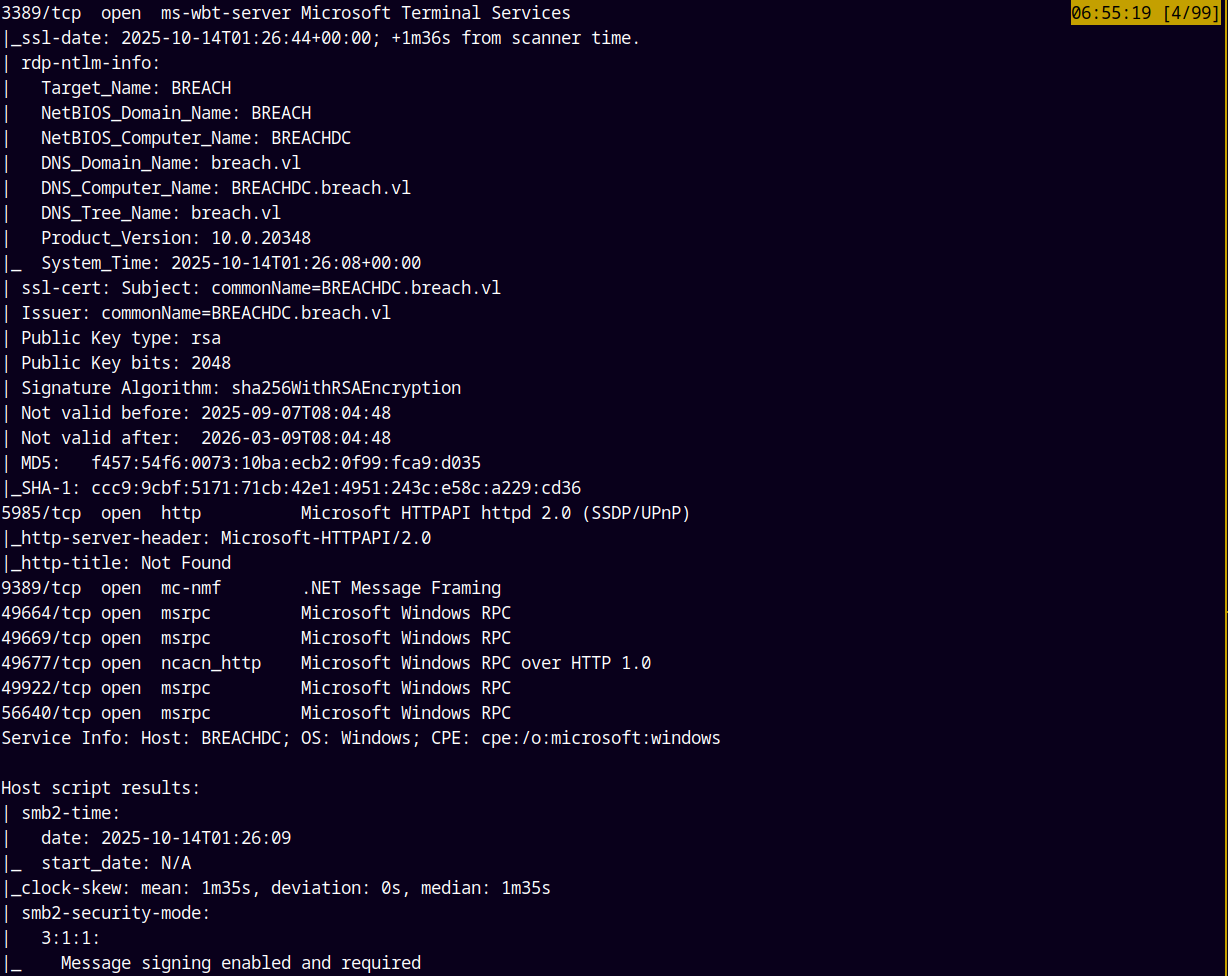 3389/tcp  open  ms-wbt-server Microsoft Terminal Services 06:55:19 [4/99]
|_ssl-date: 2025-10-14T01:26:44+00:00; +1m36s from scanner time.
| rdp-ntlm-info:
|   Target_Name: BREACH
|   NetBIOS_Domain_Name: BREACH
|   NetBIOS_Computer_Name: BREACHDC
|   DNS_Domain_Name: breach.vl
|   DNS_Computer_Name: BREACHDC.breach.vl
|   DNS_Tree_Name: breach.vl
|   Product_Version: 10.0.20348
|_  System_Time: 2025-10-14T01:26:08+00:00
| ssl-cert: Subject: commonName=BREACHDC.breach.vl
| Issuer: commonName=BREACHDC.breach.vl
| Public Key type: rsa
| Public Key bits: 2048
| Signature Algorithm: sha256WithRSAEncryption
| Not valid before: 2025-09-07T08:04:48
| Not valid after:  2026-03-09T08:04:48
| MD5:   f457:54f6:0073:10ba:ecb2:0f99:fca9:d035
|_SHA-1: ccc9:9cbf:5171:71cb:42e1:4951:243c:e58c:a229:cd36
5985/tcp  open  http          Microsoft HTTPAPI httpd 2.0 (SSDP/UPnP)
|_http-server-header: Microsoft-HTTPAPI/2.0
|_http-title: Not Found
9389/tcp  open  mc-nmf        .NET Message Framing
49664/tcp open  msrpc         Microsoft Windows RPC
49669/tcp open  msrpc         Microsoft Windows RPC
49677/tcp open  ncacn_http    Microsoft Windows RPC over HTTP 1.0
49922/tcp open  msrpc         Microsoft Windows RPC
56640/tcp open  msrpc         Microsoft Windows RPC
Service Info: Host: BREACHDC; OS: Windows; CPE: cpe:/o:microsoft:windows

Host script results:
| smb2-time:
|   date: 2025-10-14T01:26:09
|_  start_date: N/A
|_clock-skew: mean: 1m35s, deviation: 0s, median: 1m35s
| smb2-security-mode:
|   3:1:1:
|_    Message signing enabled and required